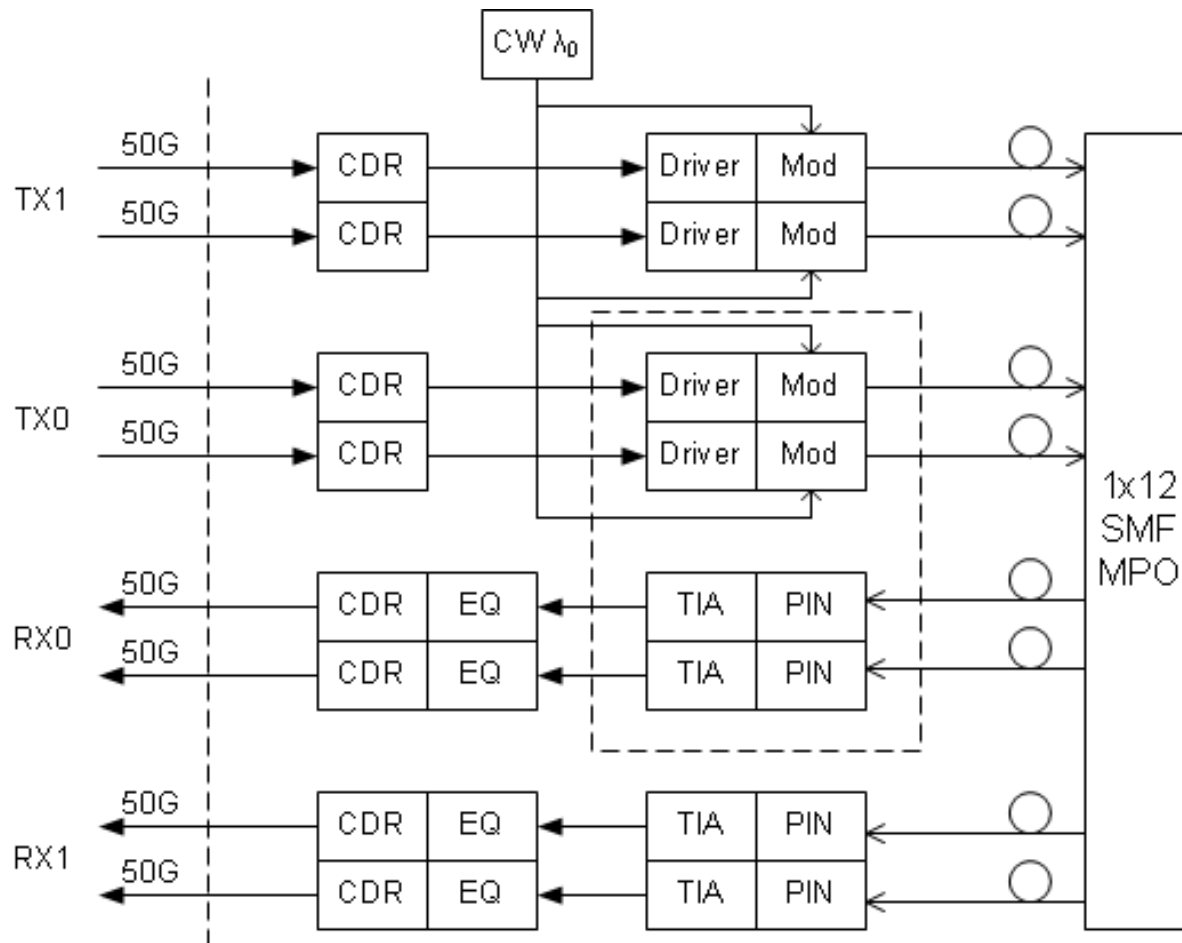 CW λ0
50G CDR Driver Mod
TX1
50G CDR Driver Mod
50G CDR Driver Mod
TX0
50G CDR Driver Mod
1x12
SMF
MPO
50G CDR EQ TIA PIN
RX0
50G CDR EQ TIA PIN
50G CDR EQ TIA PIN
RX1
50G CDR EQ TIA PIN